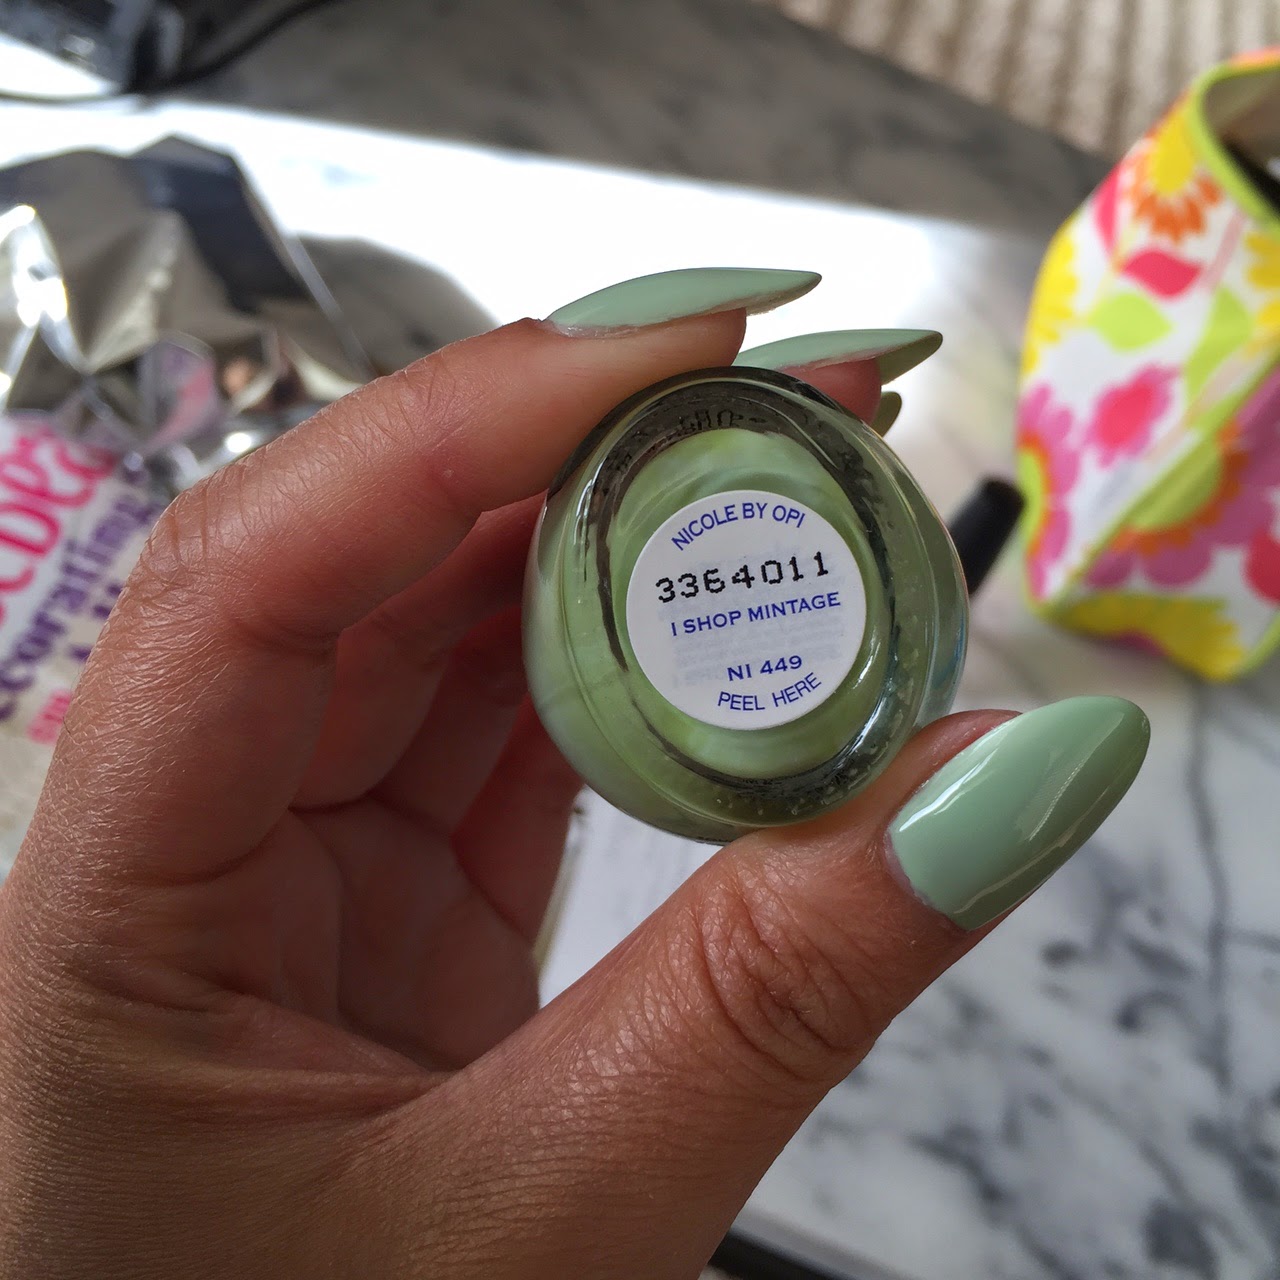 NICOLE BY OPI
3364011
I SHOP MINTAGE
NI 449
PEEL HERE